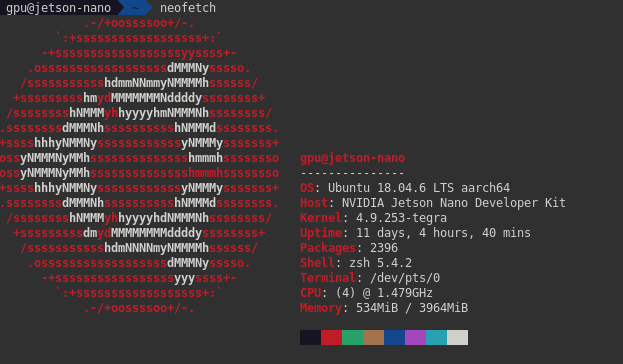 gpu@jetson-nano ~ neofetch
.-/+oossssoo+/-.
`:+ssssssssssssssssss+:`
-+ssssssssssssssssssyyssss+-
.ossssssssssssssssssdMMMNysssso.
/ssssssssssshdmmNNmmyNMMMMhssssss/
+ssssssssshmydMMMMMMMNddddyssssssss+
/sssssssshNMMMyhhyyyyhmNMMMNhssssssss/
.ssssssssdMMMNhsssssssssshNMMMdssssssss.
+sssshhhyNMMNyssssssssssssyNMMMysssssss+
ossyNMMMNyMMhsssssssssssssshmmmhssssssso gpu@jetson-nano
ossyNMMMNyMMhsssssssssssssshmmmhssssssso ---------------
+sssshhhyNMMNyssssssssssssyNMMMysssssss+ OS: Ubuntu 18.04.6 LTS aarch64
.ssssssssdMMMNhsssssssssshNMMMdssssssss. Host: NVIDIA Jetson Nano Developer Kit
/sssssssshNMMMyhhyyyyhdNMMMNhssssssss/ Kernel: 4.9.253-tegra
+sssssssssdmydMMMMMMMMddddyssssssss+ Uptime: 11 days, 4 hours, 40 mins
/ssssssssssshdmNNNNmyNMMMMhssssss/ Packages: 2396
.ossssssssssssssssssdMMMNysssso. Shell: zsh 5.4.2
-+sssssssssssssssssyyyssss+- Terminal: /dev/pts/0
`:+ssssssssssssssssss+:` CPU: (4) @ 1.479GHz
.-/+oossssoo+/-. Memory: 534MiB / 3964MiB